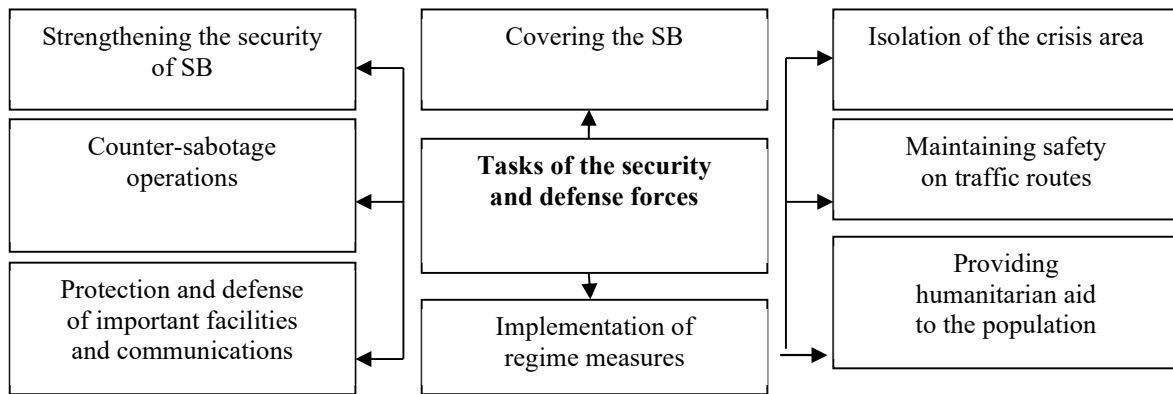 Strengthening the security
of SB
Covering the SB
Isolation of the crisis area
Counter-sabotage
operations
Tasks of the security
and defense forces
Maintaining safety
on traffic routes
Protection and defense
of important facilities
and communications
Implementation of
regime measures
Providing
humanitarian aid
to the population